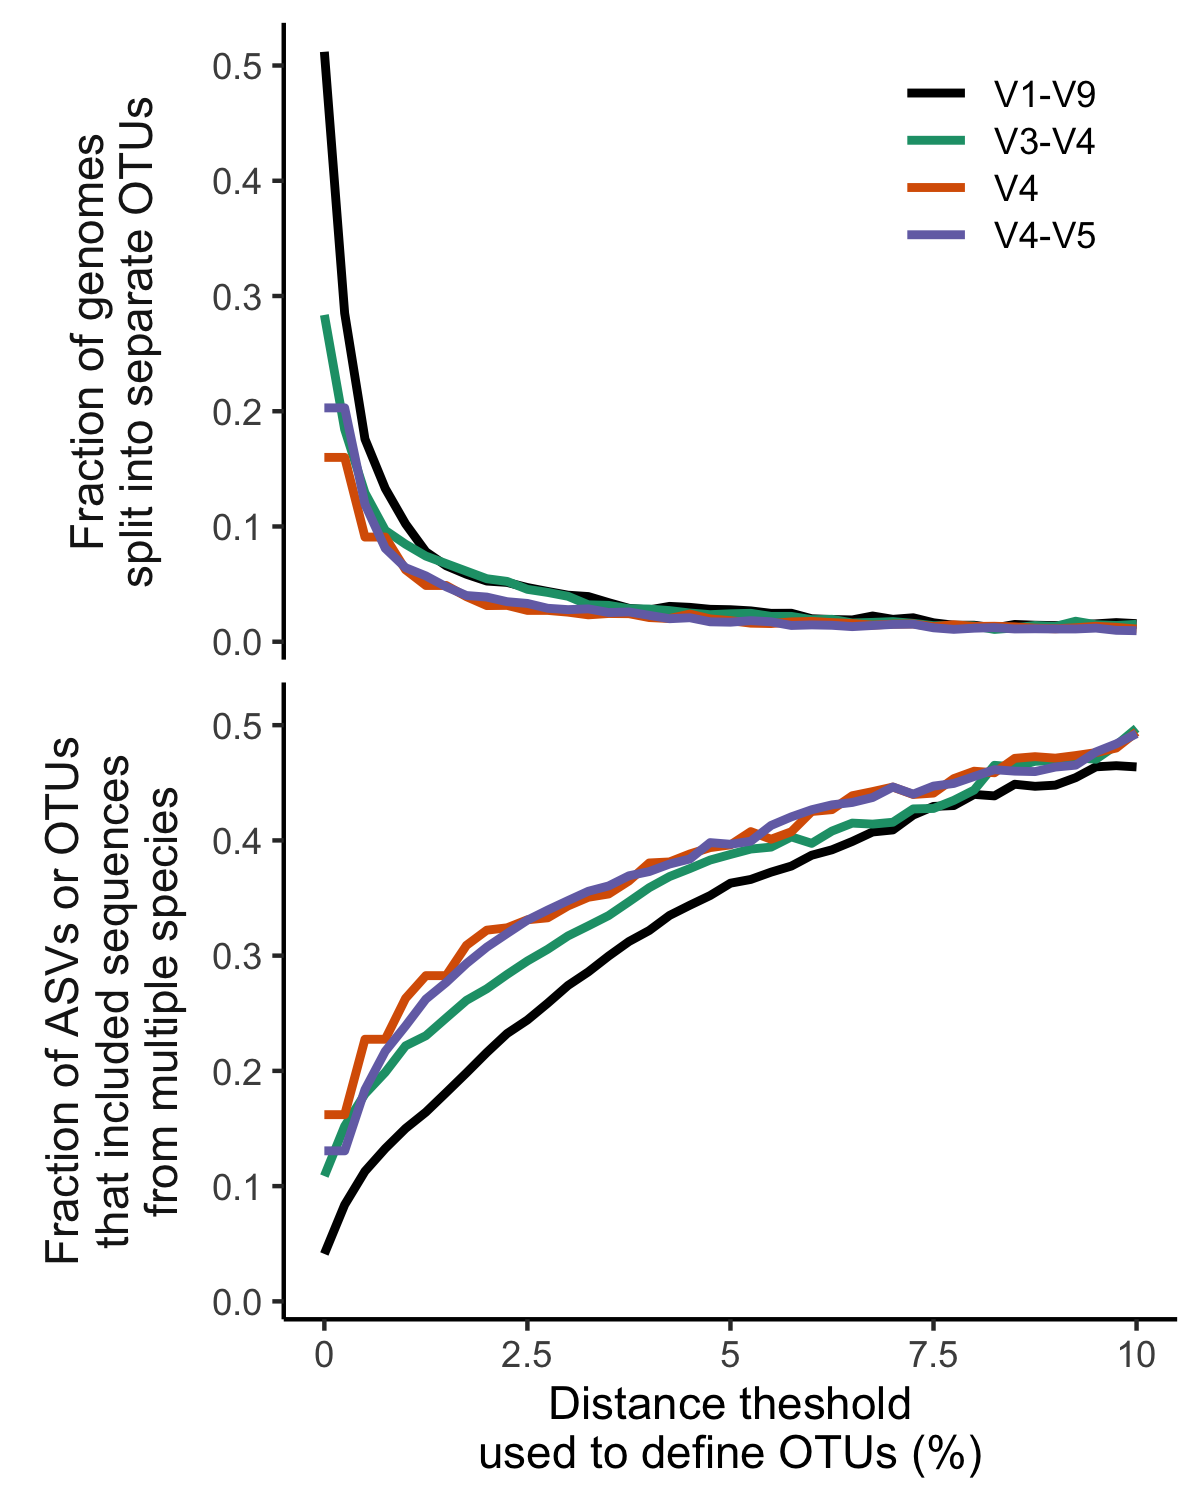 Fraction of genomes
split into separate OTUs
0.5
0.4
0.3
0.2
0.1
0.0
V1-V9
V3-V4
V4
V4-V5
Fraction of ASVs or OTUs
that included sequences
from multiple species
0.5
0.4
0.3
0.2
0.1
0.0
0 2.5 5 7.5 10
Distance theshold
used to define OTUs (%)